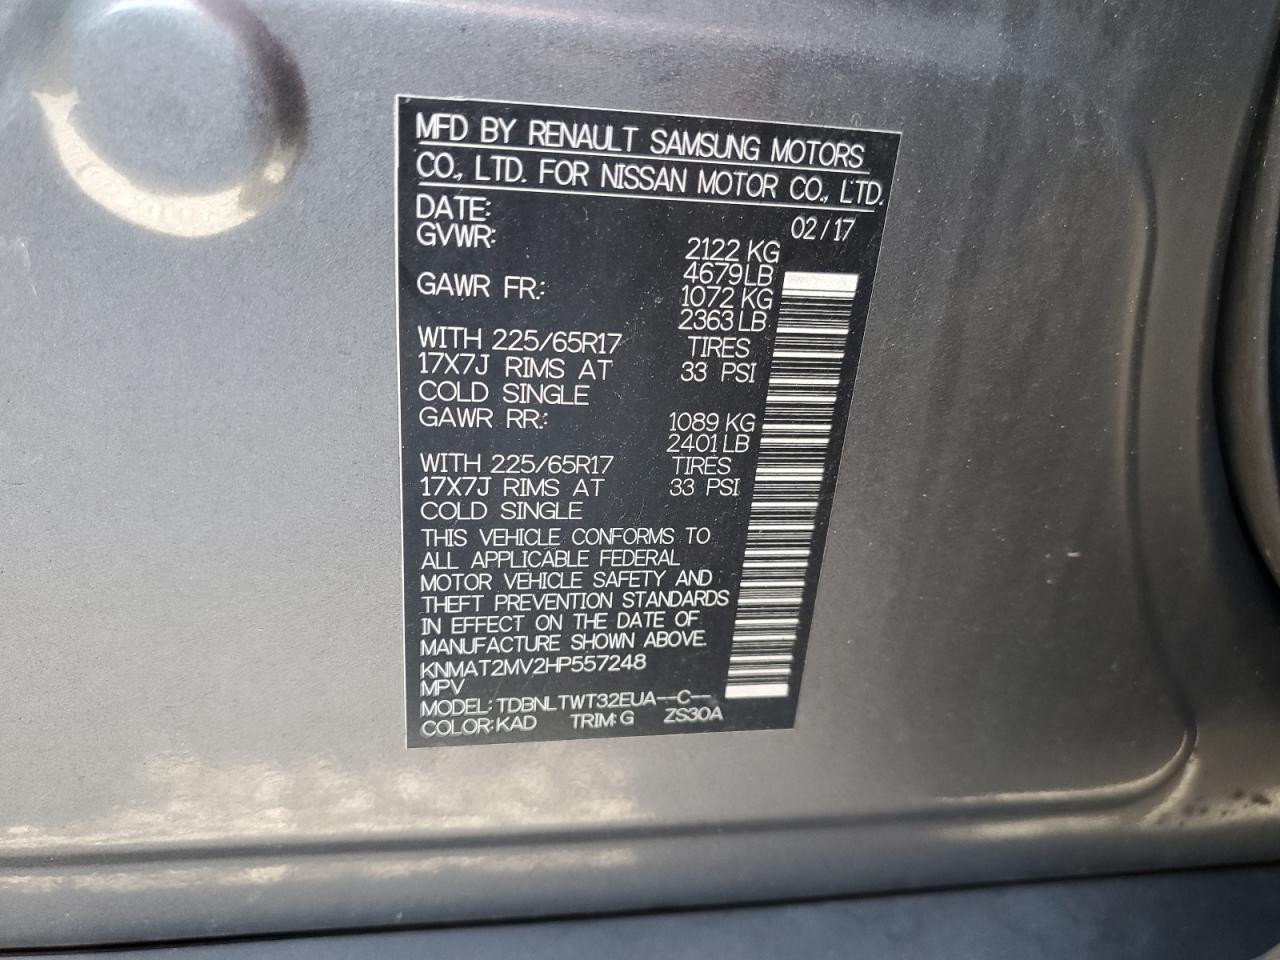 MFD BY RENAULT SAMSUNG MOTORS
CO., LTD. FOR NISSAN MOTOR CO., LTD.
DATE: 02/17
GVWR: 2122 KG
4679LB
GAWR FR: 1072 KG
2363LB
WITH 225/65R17 TIRES
17X7J RIMS AT 33 PSI
COLD SINGLE
GAWR RR: 1089 KG
2401LB
WITH 225/65R17 TIRES
17X7J RIMS AT 33 PSI
COLD SINGLE
THIS VEHICLE CONFORMS TO
ALL APPLICABLE FEDERAL
MOTOR VEHICLE SAFETY AND
THEFT PREVENTION STANDARDS
IN EFFECT ON THE DATE OF
MANUFACTURE SHOWN ABOVE.
KNMAT2MV2HP557248
MPV
MODEL: TDBNLTWT32EUA--C--
COLOR: KAD TRIM: G ZS30A